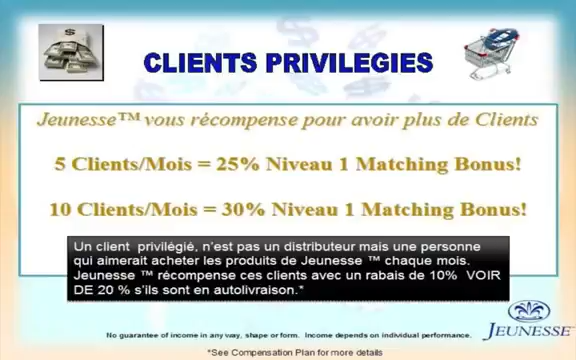 CLIENTS PRIVILEGIES
Jeunesse™ vous récompense pour avoir plus de Clients
5 Clients/Mois = 25% Niveau 1 Matching Bonus!
10 Clients/Mois = 30% Niveau 1 Matching Bonus!
Un client privilégié, n'est pas un distributeur mais une personne
qui aimerait acheter les produits de Jeunesse ™ chaque mois.
Jeunesse ™ récompense ces clients avec un rabais de 10% VOIR
DE 20 % s'ils sont en autolivraison.*
JEUNESSE
No guarantee of income in any way, shape or form. Income depends on individual performance.
*See Compensation Plan for more details